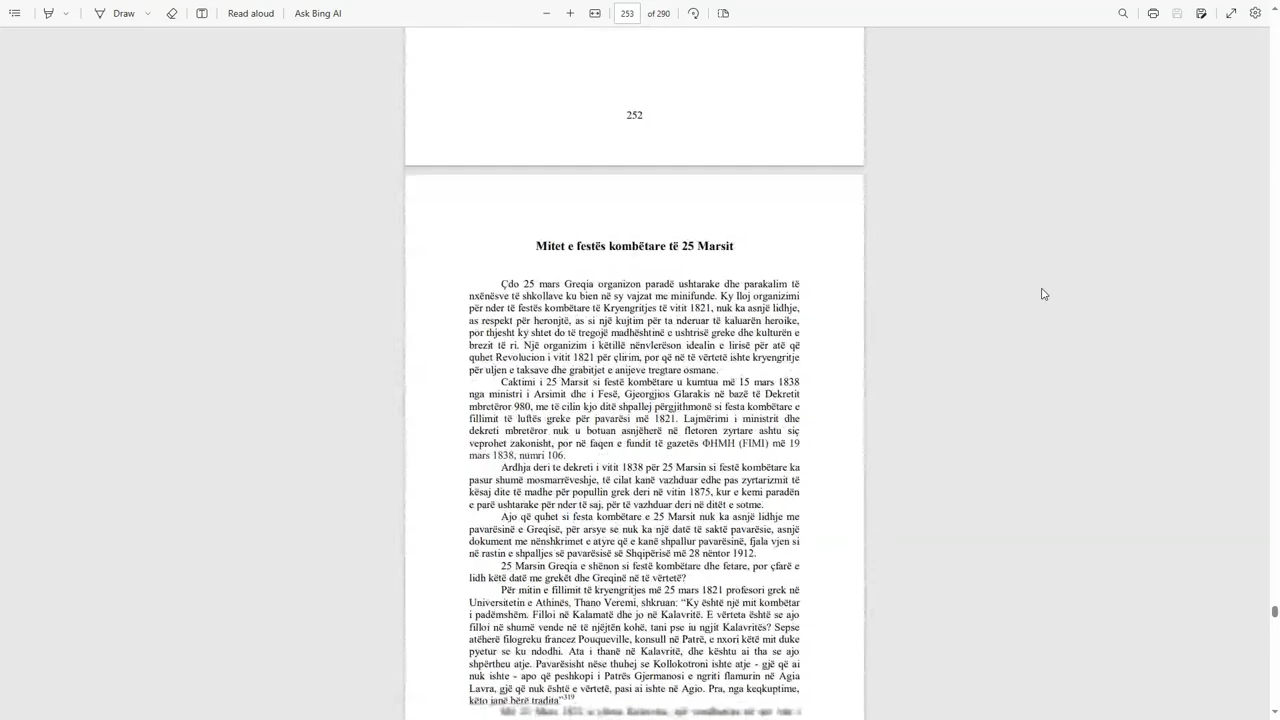 Draw
Read aloud
Ask Bing AI
253 of 290
252
Mitet e festës kombëtare të 25 Marsit
Çdo 25 mars Greqia organizon paradë ushtarake dhe parakalim të
nxënësve të shkollave ku bien në sy vajzat me minifunde. Ky lloj organizimi
për nder të festës kombëtare të Kryengritjes të vitit 1821, nuk ka asnjë lidhje,
as respekt për heronjtë, as si një kujtim për ta nderuar të kaluarën heroike,
por thjesht ky shtet do të tregojë madhështinë e ushtrisë greke dhe kulturën e
brezit të ri. Një organizim i këtillë nënvlerëson idealin e lirisë për atë që
quhet Revolucion i vitit 1821 për çlirim, por që në të vërtetë ishte kryengritje
për uljen e taksave dhe grabitjet e anijeve tregtare osmane.
Caktimi i 25 Marsit si festë kombëtare u kumtua më 15 mars 1838
nga ministri i Arsimit dhe i Fesë, Gjeorgjios Glarakis në bazë të Dekretit
mbretëror 980, me të cilin kjo ditë shpallej përgjithmonë si festa kombëtare e
fillimit të luftës greke për pavarësi më 1821. Lajmërimi i ministrit dhe
dekreti mbretëror nuk u botuan asnjëherë në fletoren zyrtare ashtu siç
veprohet zakonisht, por në faqen e fundit të gazetës ΦΗΜΗ (FIMI) më 19
mars 1838, numri 106.
Ardhja deri te dekreti i vitit 1838 për 25 Marsin si festë kombëtare ka
pasur shumë mosmarrëveshje, të cilat kanë vazhduar edhe pas zyrtarizmit të
kësaj dite të madhe për popullin grek deri në vitin 1875, kur e kemi paradën
e parë ushtarake për nder të saj, për të vazhduar deri në ditët e sotme.
Ajo që quhet si festa kombëtare e 25 Marsit nuk ka asnjë lidhje me
pavarësinë e Greqisë, për arsye se nuk ka një datë të saktë pavarësie, asnjë
dokument me nënshkrimet e atyre që e kanë shpallur pavarësinë, fjala vjen si
në rastin e shpalljes së pavarësisë së Shqipërisë më 28 nëntor 1912.
25 Marsin Greqia e shënon si festë kombëtare dhe fetare, por çfarë e
lidh këtë datë me grekët dhe Greqinë në të vërtetë?
Për mitin e fillimit të kryengritjes më 25 mars 1821 profesori grek në
Universitetin e Athinës, Thano Veremi, shkruan: "Ky është një mit kombëtar
i padëmshëm. Filloi në Kalamatë dhe jo në Kalavritë. E vërteta është se ajo
filloi në shumë vende në të njëjtën kohë, tani pse iu ngjit Kalavritës? Sepse
atëherë filogreku francez Pouqueville, konsull në Patrë, e nxori këtë mit duke
pyetur se ku ndodhi. Ata i thanë në Kalavritë, dhe kështu ai tha se ajo
shpërtheu atje. Pavarësisht nëse thuhej se Kollokotroni ishte atje - gjë që ai
nuk ishte - apo që peshkopi i Patrës Gjermanosi e ngriti flamurin në Agia
Lavra, gjë që nuk është e vërtetë, pasi ai ishte në Agio. Pra, nga keqkuptime,
këto janë bërë tradita"319